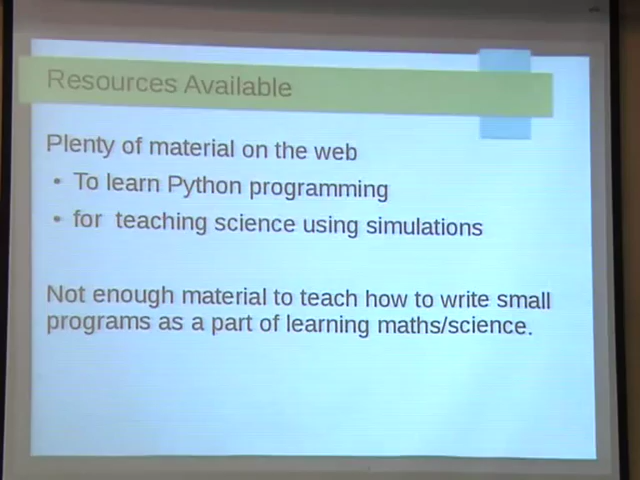 Resources Available
Plenty of material on the web
• To learn Python programming
• for teaching science using simulations
Not enough material to teach how to write small
programs as a part of learning maths/science.